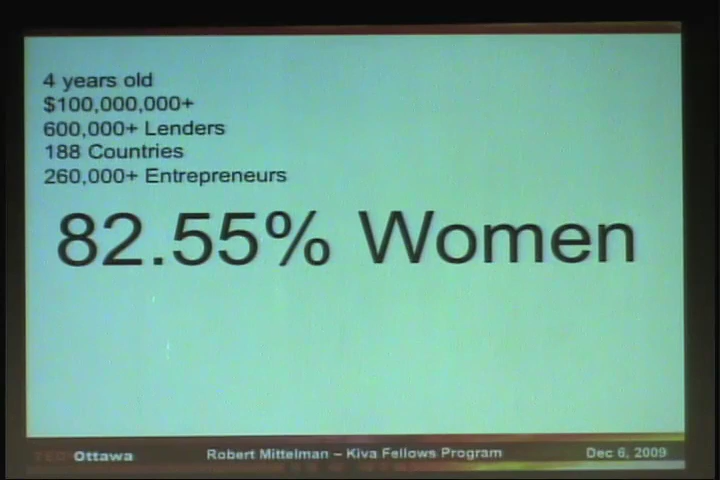 4 years old
$100,000,000+
600,000+ Lenders
188 Countries
260,000+ Entrepreneurs
82.55% Women
TEDxOttawa Robert Mittelman – Kiva Fellows Program Dec 6, 2009